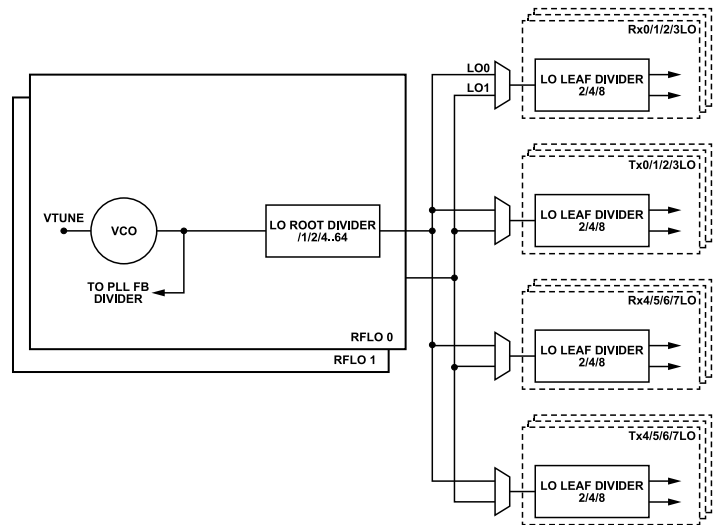 Rx0/1/2/3LO
LO0
LO1
LO LEAF DIVIDER
2/4/8
Tx0/1/2/3LO
LO LEAF DIVIDER
2/4/8
VTUNE
VCO
LO ROOT DIVIDER
/1/2/4..64
TO PLL FB
DIVIDER
RFLO 0
RFLO 1
Rx4/5/6/7LO
LO LEAF DIVIDER
2/4/8
Tx4/5/6/7LO
LO LEAF DIVIDER
2/4/8